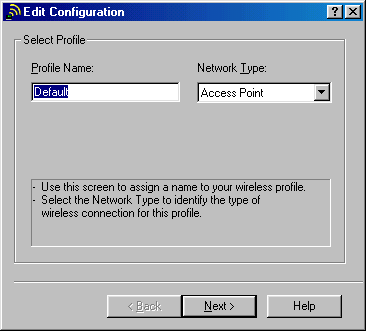 Edit Configuration
Select Profile
Profile Name: Network Type:
Default Access Point
- Use this screen to assign a name to your wireless profile.
- Select the Network Type to identify the type of
wireless connection for this profile.
< Back Next > Help